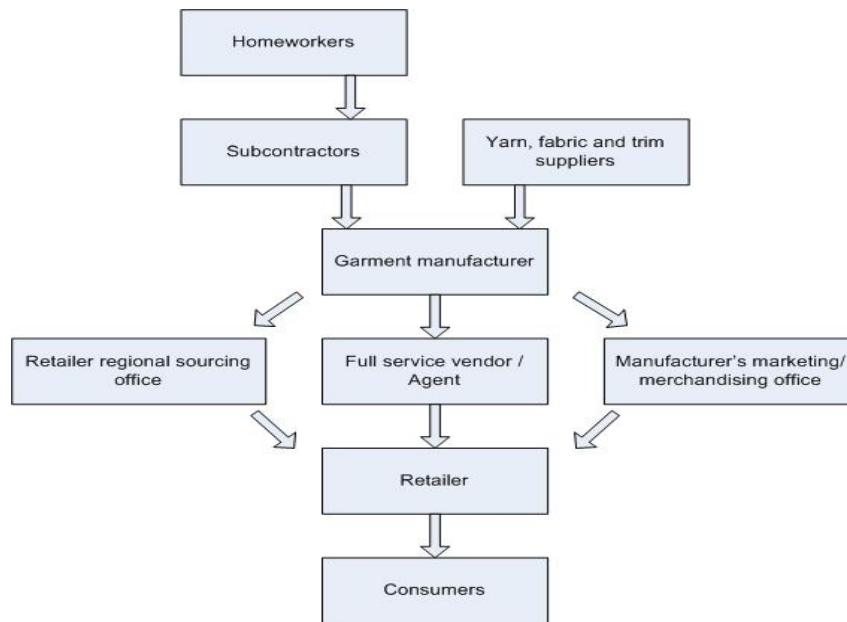 Homeworkers
Subcontractors
Yarn, fabric and trim
suppliers
Garment manufacturer
Retailer regional sourcing
office
Full service vendor /
Agent
Manufacturer’s marketing/
merchandising office
Retailer
Consumers